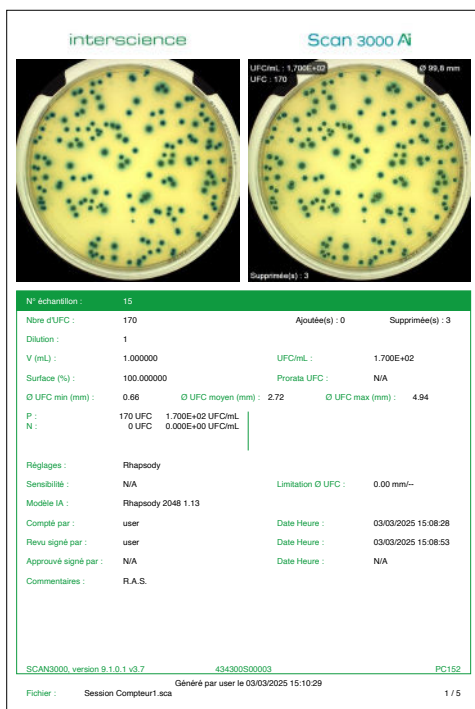 interscience Scan 3000 Ai
UFC/mL : 1,700E+02 Ø 99,8 mm
UFC : 170
Supprimée(s) : 3
N° échantillon : 15
Nbre d'UFC : 170 Ajoutée(s) : 0 Supprimée(s) : 3
Dilution : 1
V (mL) : 1.000000 UFC/mL : 1.700E+02
Surface (%) : 100.000000 Prorata UFC : N/A
Ø UFC min (mm) : 0.66 Ø UFC moyen (mm) : 2.72 Ø UFC max (mm) : 4.94
P : 170 UFC 1.700E+02 UFC/mL
N : 0 UFC 0.000E+00 UFC/mL
Réglages : Rhapsody
Sensibilité : N/A Limitation Ø UFC : 0.00 mm/--
Modèle IA : Rhapsody 2048 1.13
Compté par : user Date Heure : 03/03/2025 15:08:28
Revu signé par : user Date Heure : 03/03/2025 15:08:53
Approuvé signé par : N/A Date Heure : N/A
Commentaires : R.A.S.
SCAN3000, version 9.1.0.1 v3.7 434300S00003 PC152
Généré par user le 03/03/2025 15:10:29
Fichier : Session Compteur1.sca 1 / 5